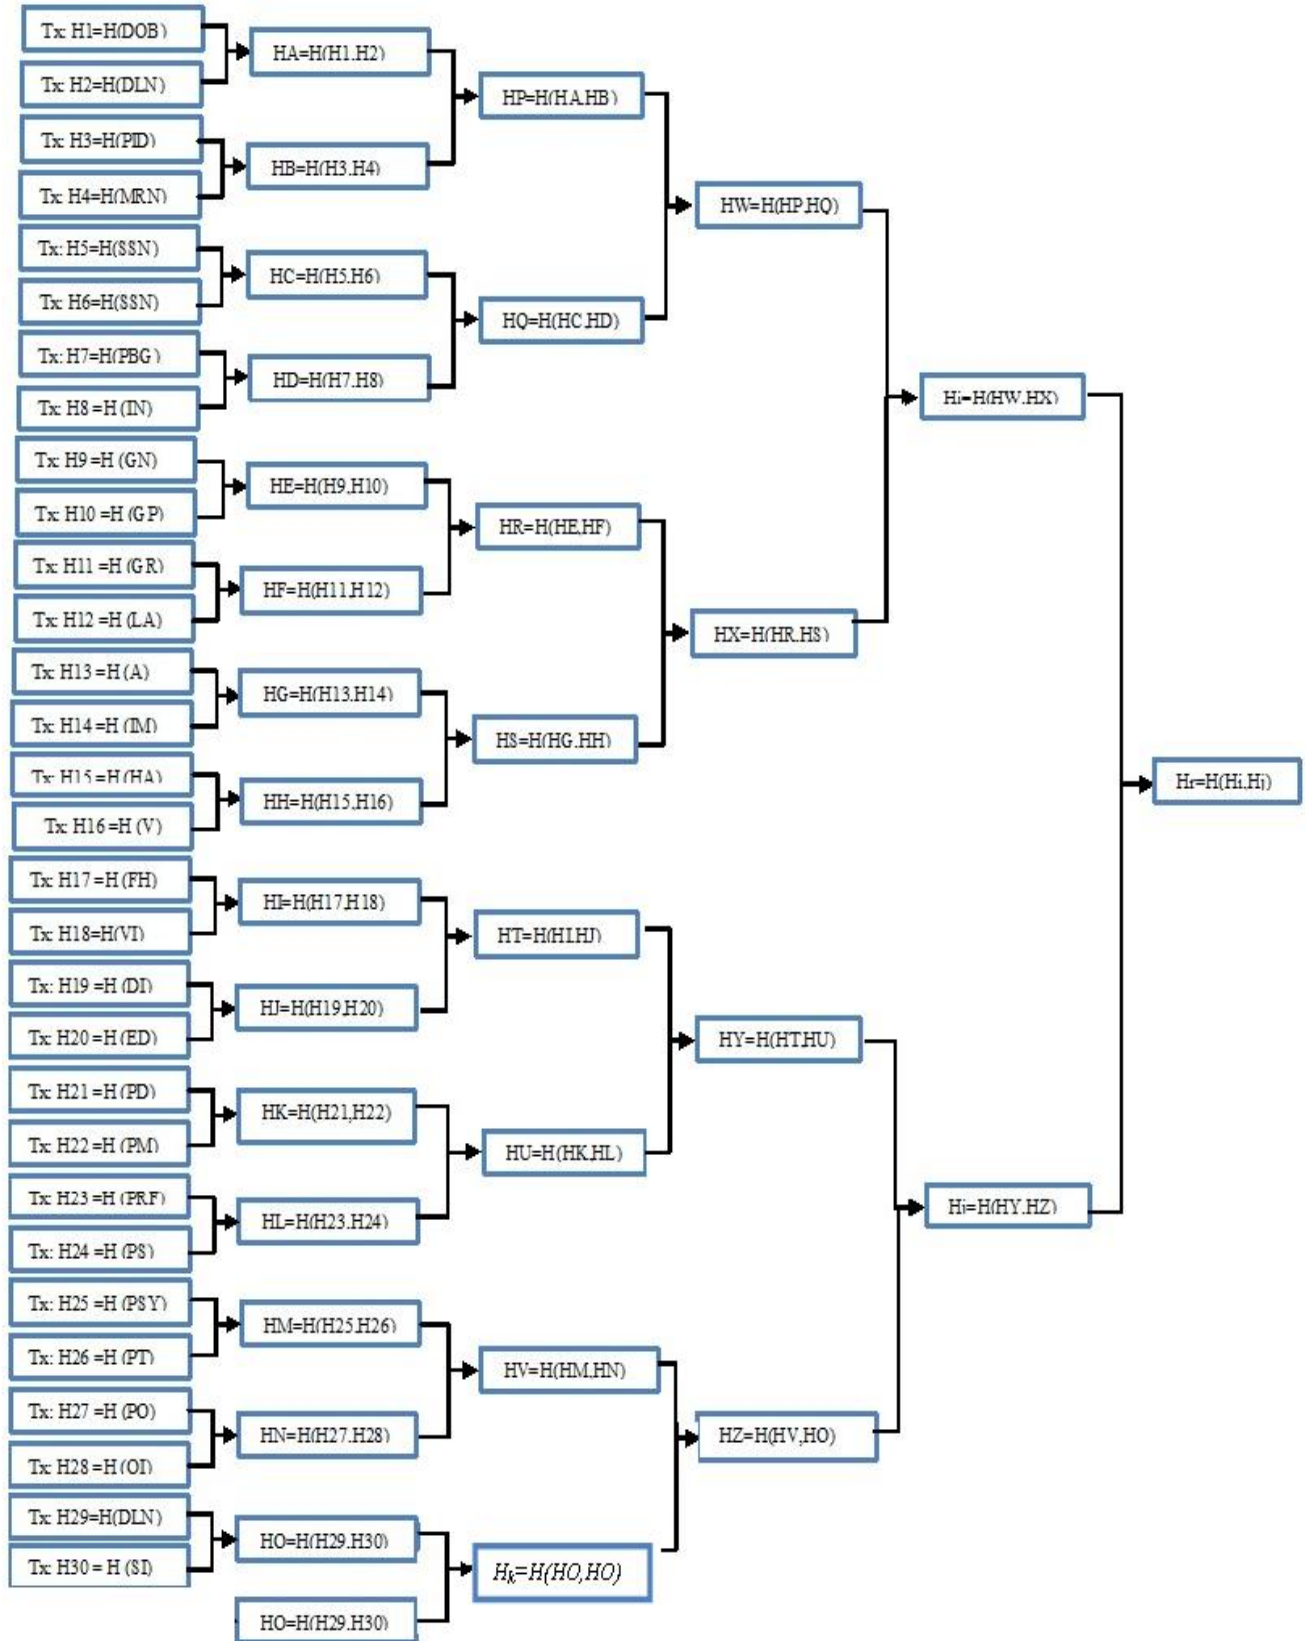 Tx: H1=H(DOB)
Tx: H2=H(DLN)
Tx: H3=H(PID)
Tx: H4=H(MRN)
Tx: H5=H(SSN)
Tx: H6=H(SSN)
Tx: H7=H(PBG)
Tx: H8 =H (IN)
Tx: H9 =H (GN)
Tx: H10 =H (GP)
Tx: H11 =H (GR)
Tx: H12 =H (LA)
Tx: H13 =H (A)
Tx: H14 =H (IM)
Tx: H15 =H (HA)
Tx: H16 =H (V)
Tx: H17 =H (FH)
Tx: H18=H(VI)
Tx: H19 =H (DI)
Tx: H20 =H (ED)
Tx: H21 =H (PD)
Tx: H22 =H (PM)
Tx: H23 =H (PRF)
Tx: H24 =H (PS)
Tx: H25 =H (PSY)
Tx: H26 =H (PT)
Tx: H27 =H (PO)
Tx: H28 =H (OI)
Tx: H29=H(DLN)
Tx: H30 = H (SI)
HA=H(H1,H2)
HB=H(H3,H4)
HC=H(H5,H6)
HD=H(H7,H8)
HE=H(H9,H10)
HF=H(H11,H12)
HG=H(H13,H14)
HH=H(H15,H16)
HI=H(H17,H18)
HJ=H(H19,H20)
HK=H(H21,H22)
HL=H(H23,H24)
HM=H(H25,H26)
HN=H(H27,H28)
HO=H(H29,H30)
HO=H(H29,H30)
HP=H(HA,HB)
HQ=H(HC,HD)
HR=H(HE,HF)
HS=H(HG,HH)
HT=H(HI,HJ)
HU=H(HK,HL)
HV=H(HM,HN)
Hk=H(HO,HO)
HW=H(HP,HQ)
HX=H(HR,HS)
HY=H(HT,HU)
HZ=H(HV,HO)
Hi=H(HW,HX)
Hj=H(HY,HZ)
Hr=H(Hi,Hj)